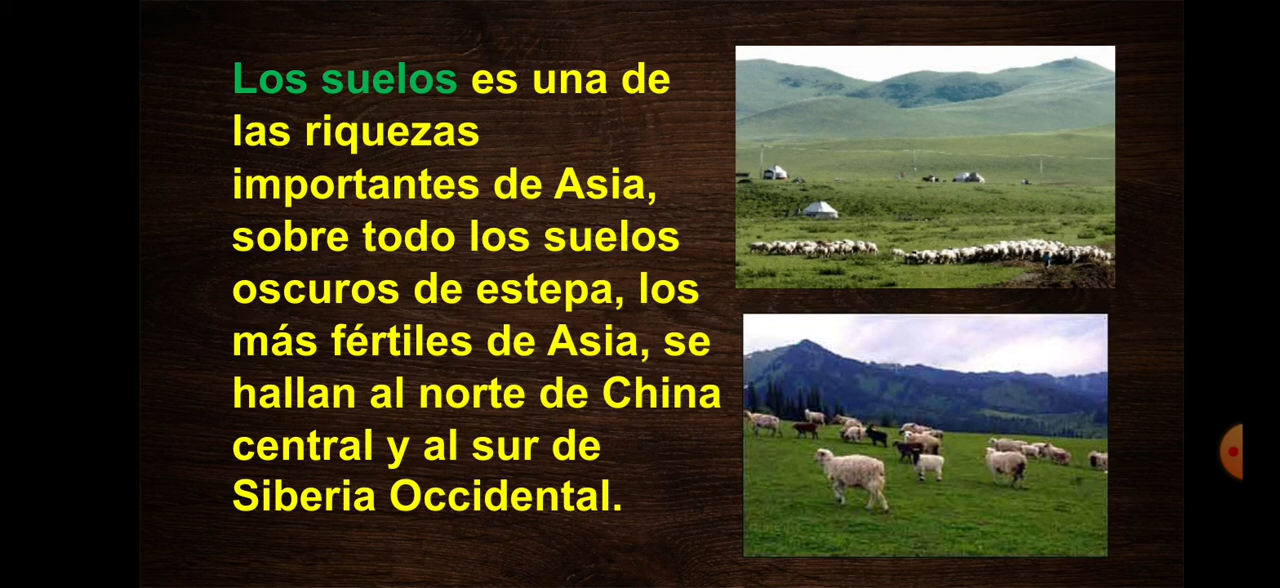 Los suelos es una de
las riquezas
importantes de Asia,
sobre todo los suelos
oscuros de estepa, los
más fértiles de Asia, se
hallan al norte de China
central y al sur de
Siberia Occidental.